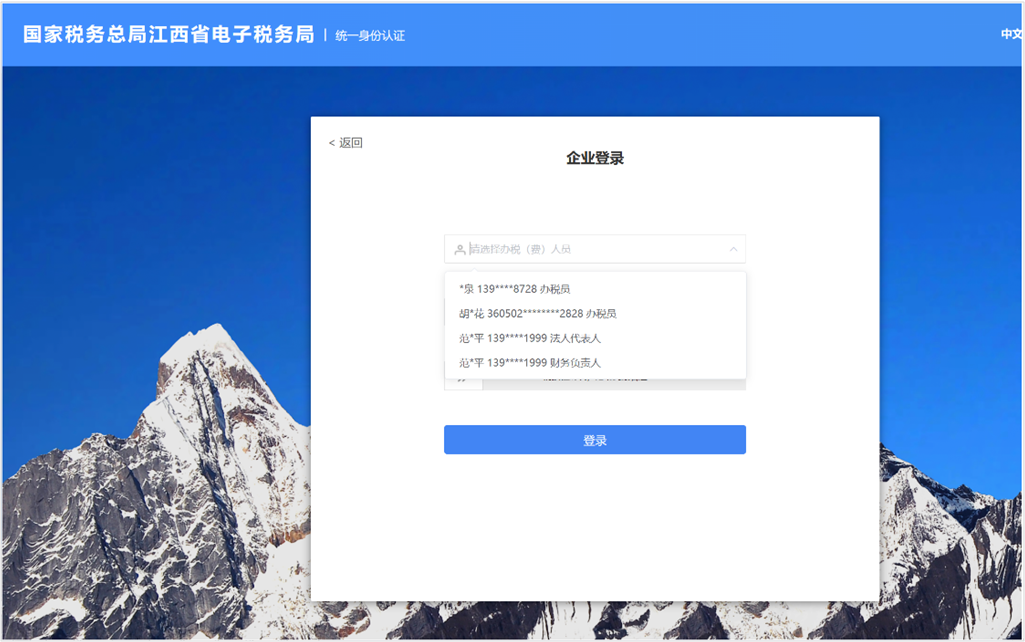 国家税务总局江西省电子税务局 | 统一身份认证
中文
< 返回
企业登录
请选择办税（费）人员
*泉 139****8728 办税员
胡*花 360502********2828 办税员
范*平 139****1999 法人代表人
范*平 139****1999 财务负责人
登录